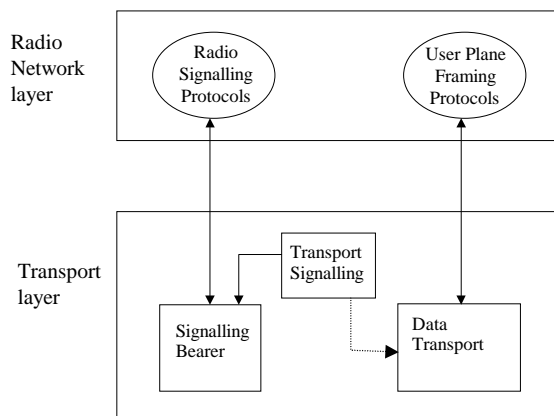 Radio
Network
layer
Radio
Signalling
Protocols
User Plane
Framing
Protocols
Transport
layer
Transport
Signalling
Signalling
Bearer
Data
Transport